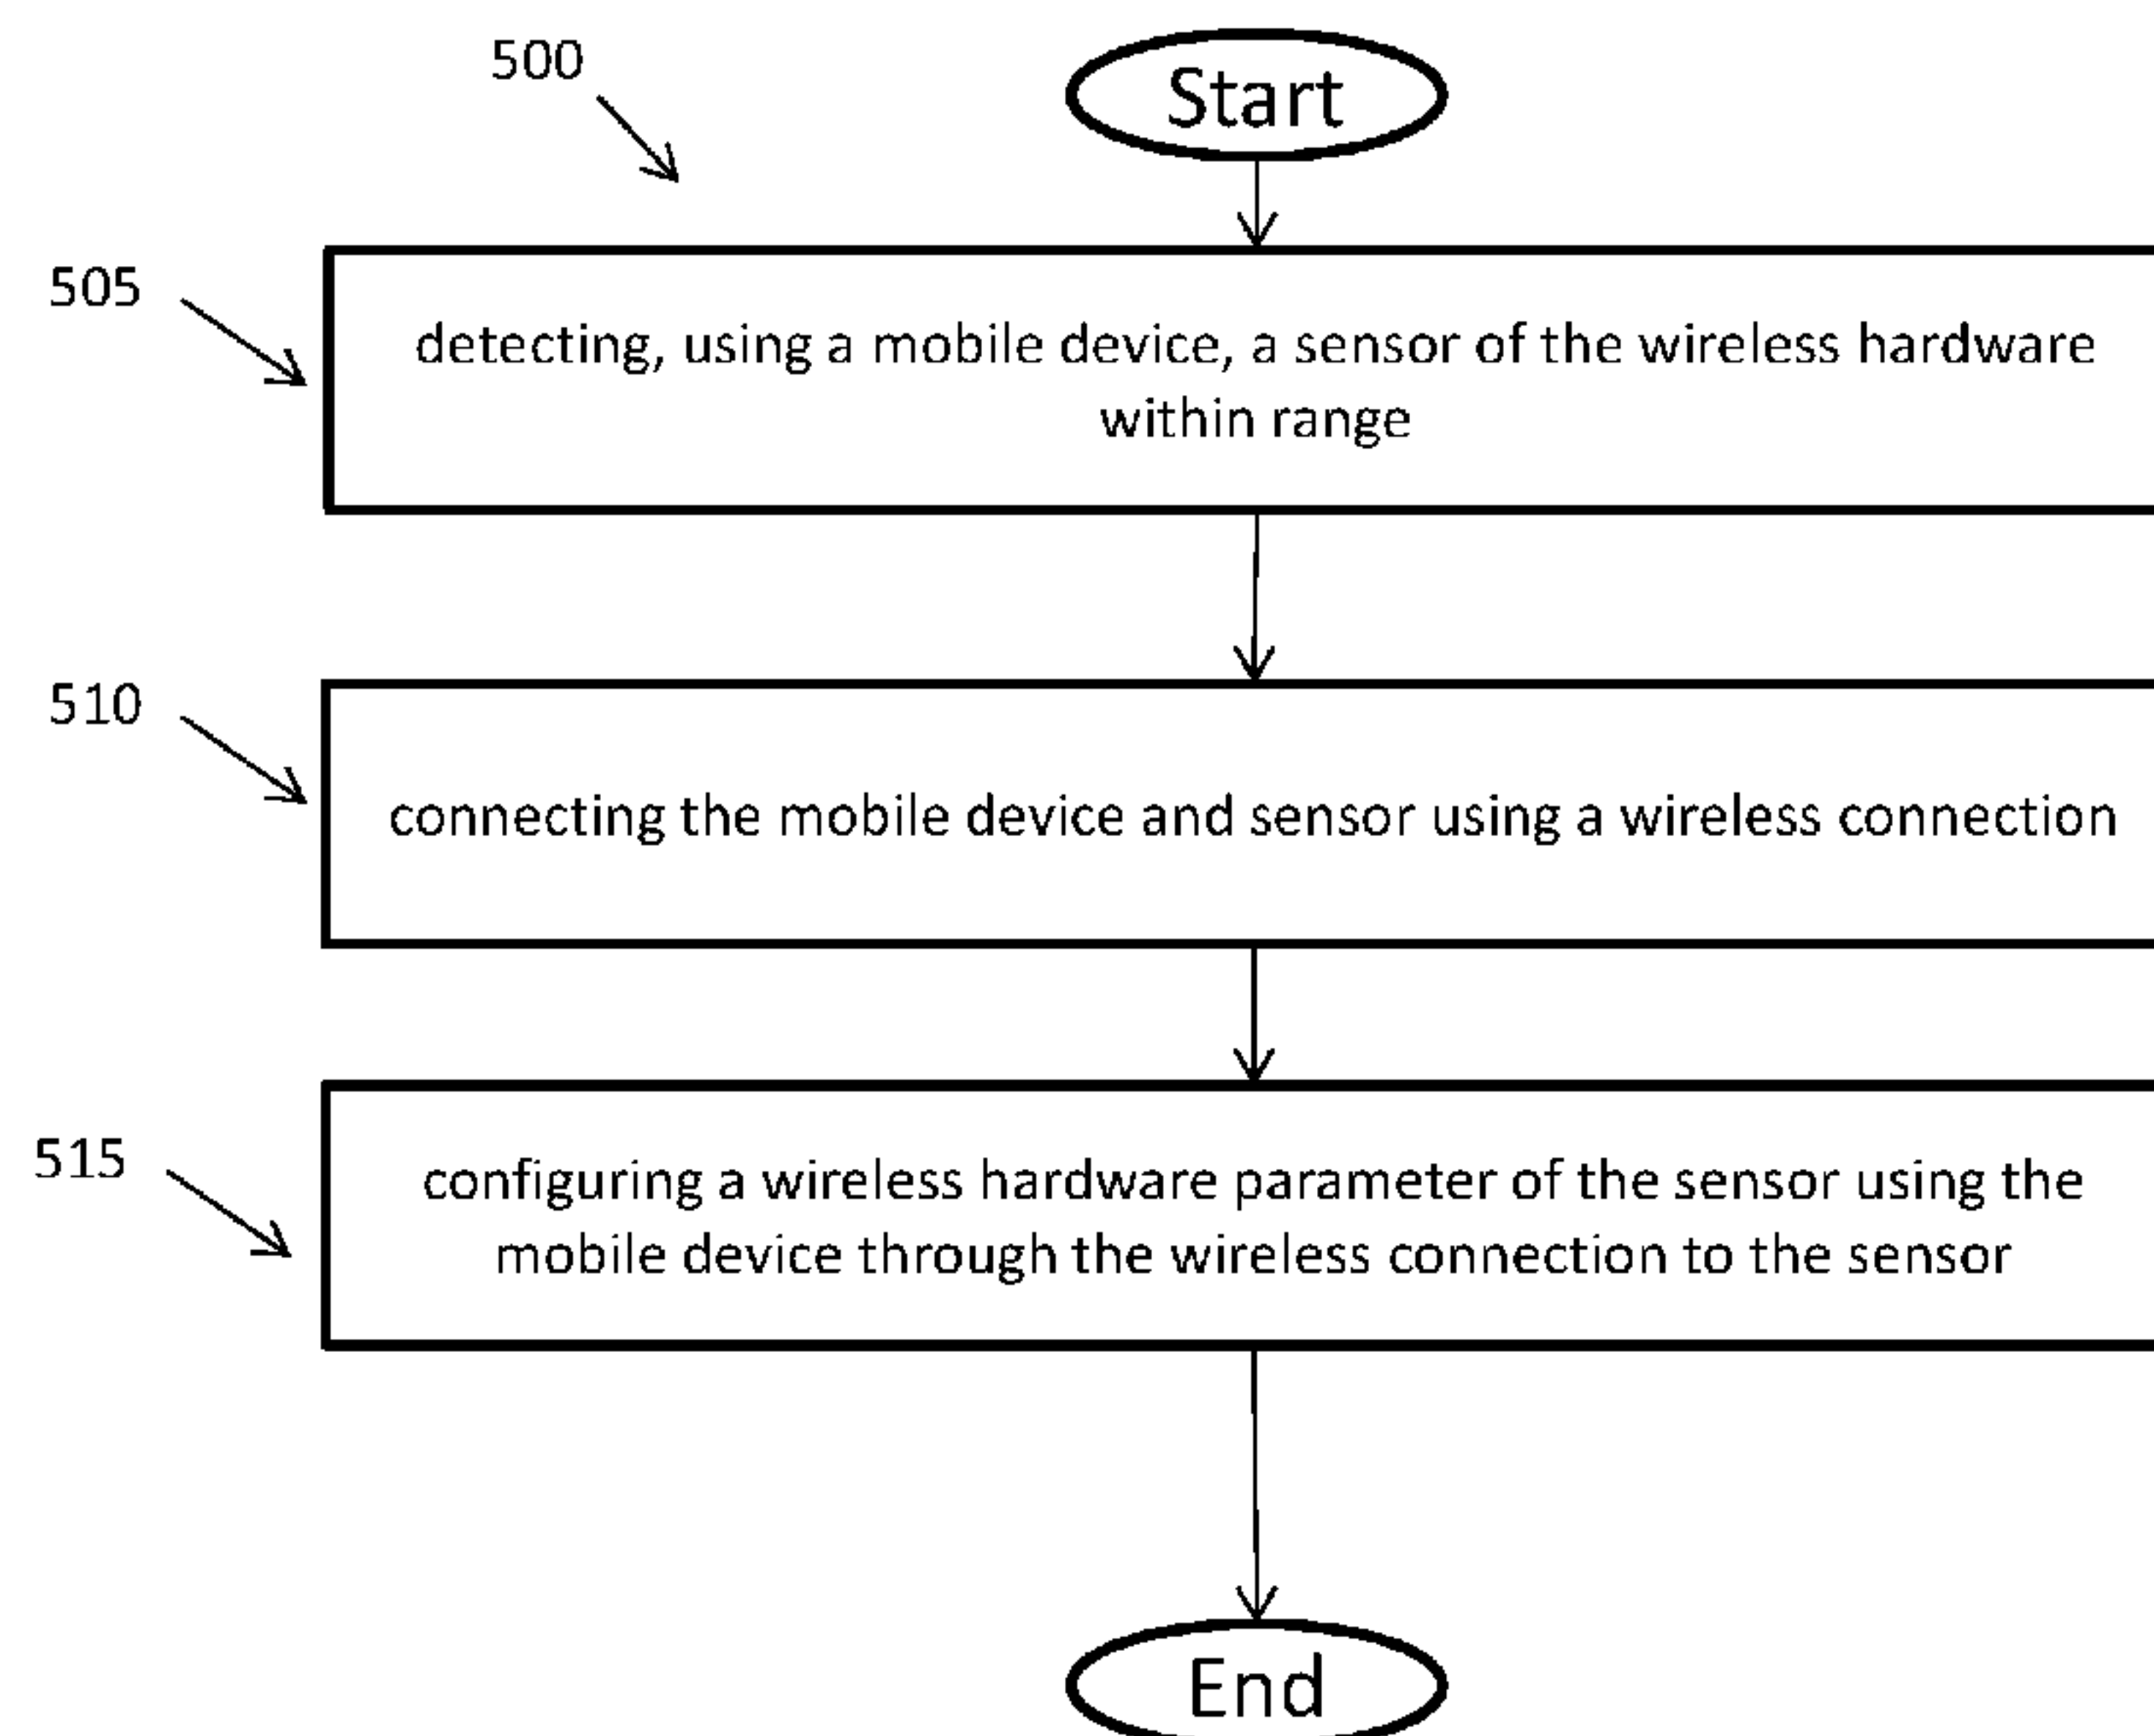 500
Start
505
detecting, using a mobile device, a sensor of the wireless hardware
within range
510
connecting the mobile device and sensor using a wireless connection
515
configuring a wireless hardware parameter of the sensor using the
mobile device through the wireless connection to the sensor
End